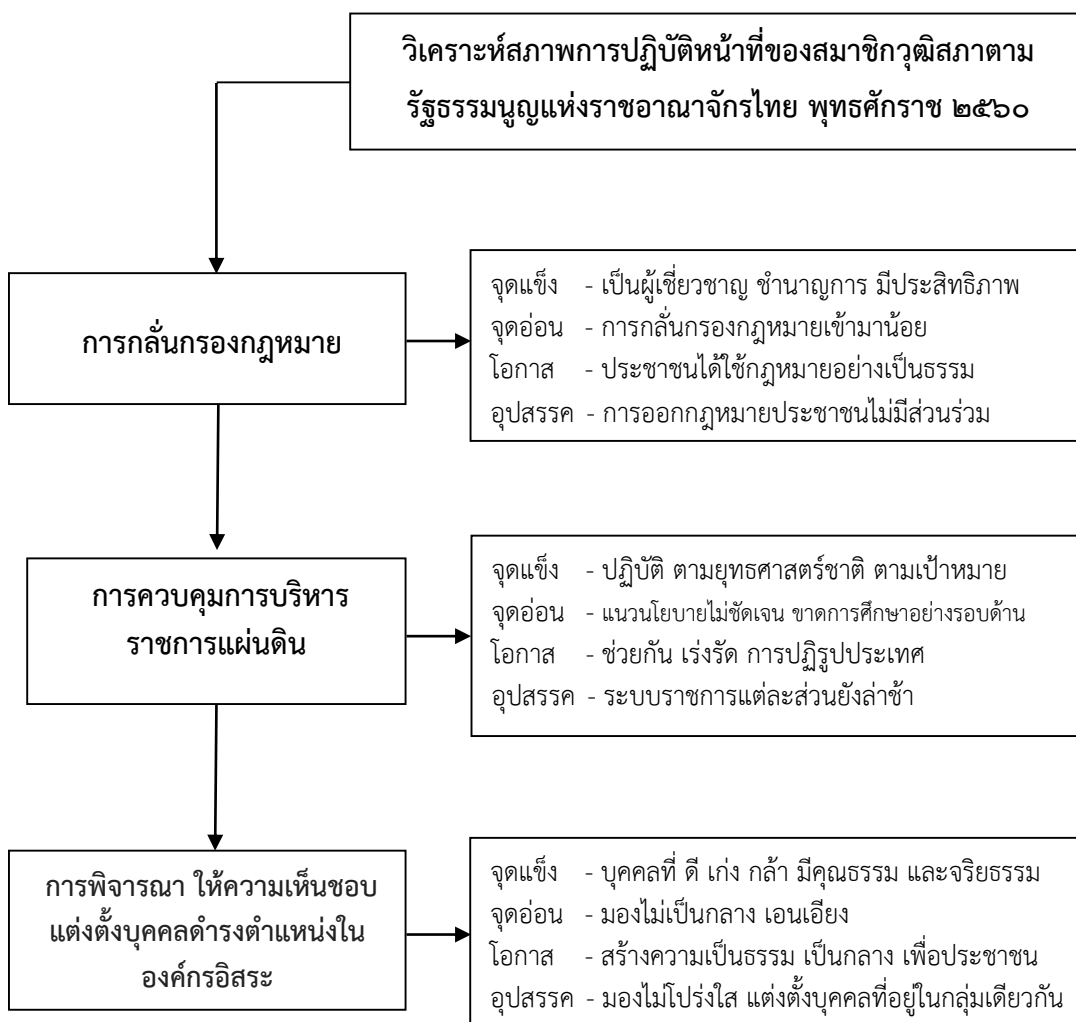 วิเคราะห์สภาพการปฏิบัติหน้าที่ของสมาชิกวุฒิสภาตาม
รัฐธรรมนูญแห่งราชอาณาจักรไทย พุทธศักราช ๒๕๖๐
การกลั่นกรองกฎหมาย
จุดแข็ง - เป็นผู้เชี่ยวชาญ ชำนาญการ มีประสิทธิภาพ
จุดอ่อน - การกลั่นกรองกฎหมายเข้ามาน้อย
โอกาส - ประชาชนได้ใช้กฎหมายอย่างเป็นธรรม
อุปสรรค - การออกกฎหมายประชาชนไม่มีส่วนร่วม
การควบคุมการบริหาร
ราชการแผ่นดิน
จุดแข็ง - ปฏิบัติ ตามยุทธศาสตร์ชาติ ตามเป้าหมาย
จุดอ่อน - แนวนโยบายไม่ชัดเจน ขาดการศึกษาอย่างรอบด้าน
โอกาส - ช่วยกัน เร่งรัด การปฏิรูปประเทศ
อุปสรรค - ระบบราชการแต่ละส่วนยังล่าช้า
การพิจารณา ให้ความเห็นชอบ
แต่งตั้งบุคคลดำรงตำแหน่งใน
องค์กรอิสระ
จุดแข็ง - บุคคลที่ ดี เก่ง กล้า มีคุณธรรม และจริยธรรม
จุดอ่อน - มองไม่เป็นกลาง เอนเอียง
โอกาส - สร้างความเป็นธรรม เป็นกลาง เพื่อประชาชน
อุปสรรค - มองไม่โปร่งใส แต่งตั้งบุคคลที่อยู่ในกลุ่มเดียวกัน